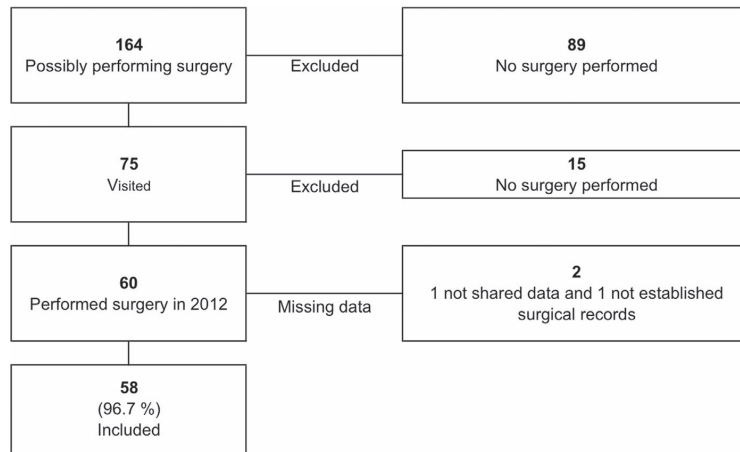 164
Possibly performing surgery
Excluded
89
No surgery performed
75
Visited
Excluded
15
No surgery performed
60
Performed surgery in 2012
Missing data
2
1 not shared data and 1 not established
surgical records
58
(96.7 %)
Included